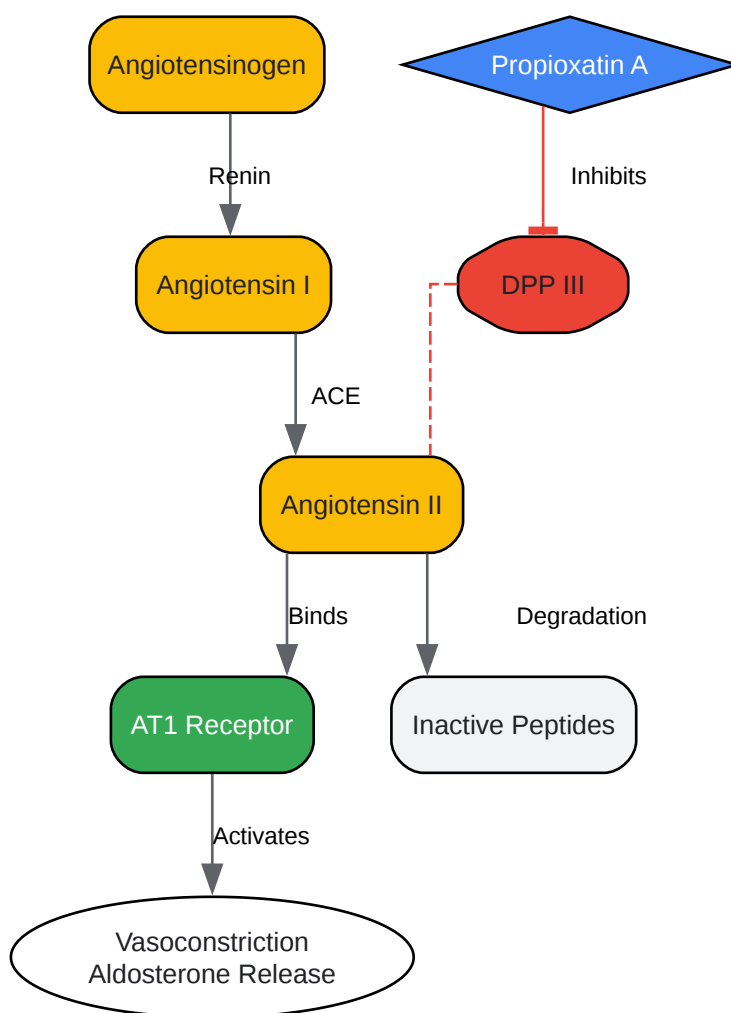 Angiotensinogen
Propioxatin A
Renin
Inhibits
Angiotensin I
DPP III
ACE
Angiotensin II
Binds
Degradation
AT1 Receptor
Inactive Peptides
Activates
Vasoconstriction
Aldosterone Release